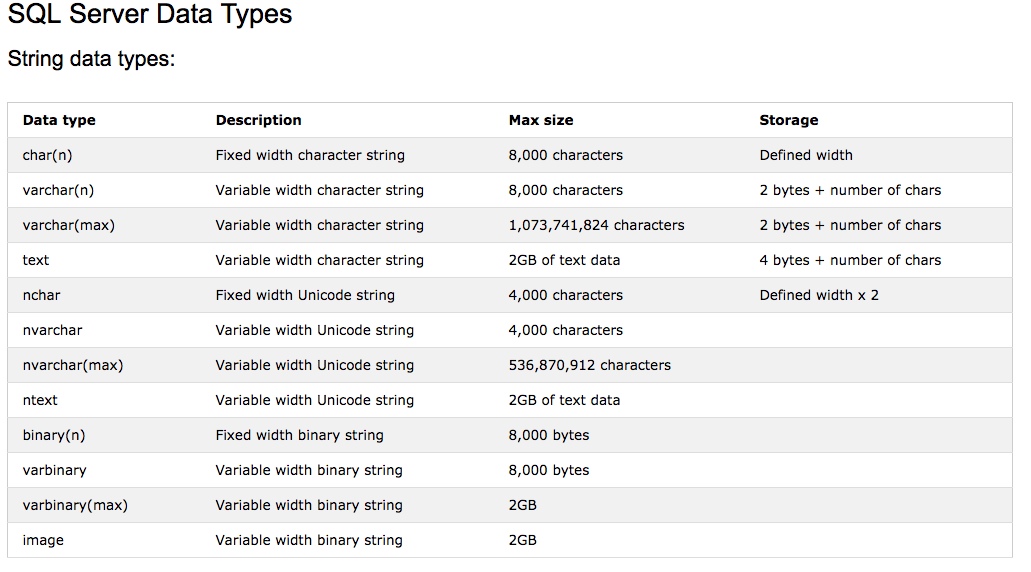 SQL Server Data Types
String data types:
Data type Description Max size Storage
char(n) Fixed width character string 8,000 characters Defined width
varchar(n) Variable width character string 8,000 characters 2 bytes + number of chars
varchar(max) Variable width character string 1,073,741,824 characters 2 bytes + number of chars
text Variable width character string 2GB of text data 4 bytes + number of chars
nchar Fixed width Unicode string 4,000 characters Defined width x 2
nvarchar Variable width Unicode string 4,000 characters
nvarchar(max) Variable width Unicode string 536,870,912 characters
ntext Variable width Unicode string 2GB of text data
binary(n) Fixed width binary string 8,000 bytes
varbinary Variable width binary string 8,000 bytes
varbinary(max) Variable width binary string 2GB
image Variable width binary string 2GB